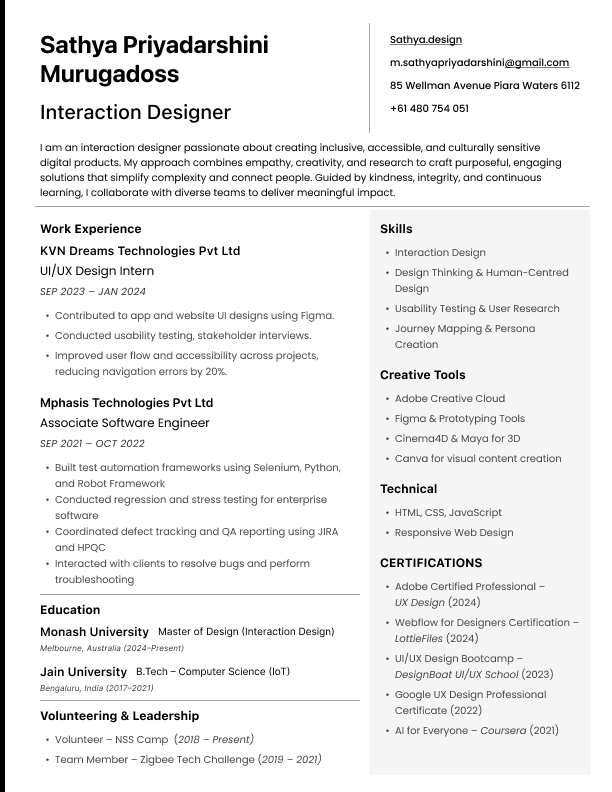 Sathya Priyadarshini
Murugadoss
Interaction Designer
Sathya.design
m.sathyapriyadarshini@gmail.com
85 Wellman Avenue Piara Waters 6112
+61 480 754 051
I am an interaction designer passionate about creating inclusive, accessible, and culturally sensitive
digital products. My approach combines empathy, creativity, and research to craft purposeful, engaging
solutions that simplify complexity and connect people. Guided by kindness, integrity, and continuous
learning, I collaborate with diverse teams to deliver meaningful impact.
Work Experience
KVN Dreams Technologies Pvt Ltd
UI/UX Design Intern
SEP 2023 – JAN 2024
• Contributed to app and website UI designs using Figma.
• Conducted usability testing, stakeholder interviews.
• Improved user flow and accessibility across projects,
reducing navigation errors by 20%.
Mphasis Technologies Pvt Ltd
Associate Software Engineer
SEP 2021 – OCT 2022
• Built test automation frameworks using Selenium, Python,
and Robot Framework
• Conducted regression and stress testing for enterprise
software
• Coordinated defect tracking and QA reporting using JIRA
and HPQC
• Interacted with clients to resolve bugs and perform
troubleshooting
Education
Monash University Master of Design (Interaction Design)
Melbourne, Australia (2024–Present)
Jain University B.Tech – Computer Science (IoT)
Bengaluru, India (2017–2021)
Volunteering & Leadership
• Volunteer – NSS Camp (2018 – Present)
• Team Member – Zigbee Tech Challenge (2019 – 2021)
Skills
• Interaction Design
• Design Thinking & Human-Centred
Design
• Usability Testing & User Research
• Journey Mapping & Persona
Creation
Creative Tools
• Adobe Creative Cloud
• Figma & Prototyping Tools
• Cinema4D & Maya for 3D
• Canva for visual content creation
Technical
• HTML, CSS, JavaScript
• Responsive Web Design
CERTIFICATIONS
• Adobe Certified Professional –
UX Design (2024)
• Webflow for Designers Certification –
LottieFiles (2024)
• UI/UX Design Bootcamp –
DesignBoat UI/UX School (2023)
• Google UX Design Professional
Certificate (2022)
• AI for Everyone – Coursera (2021)